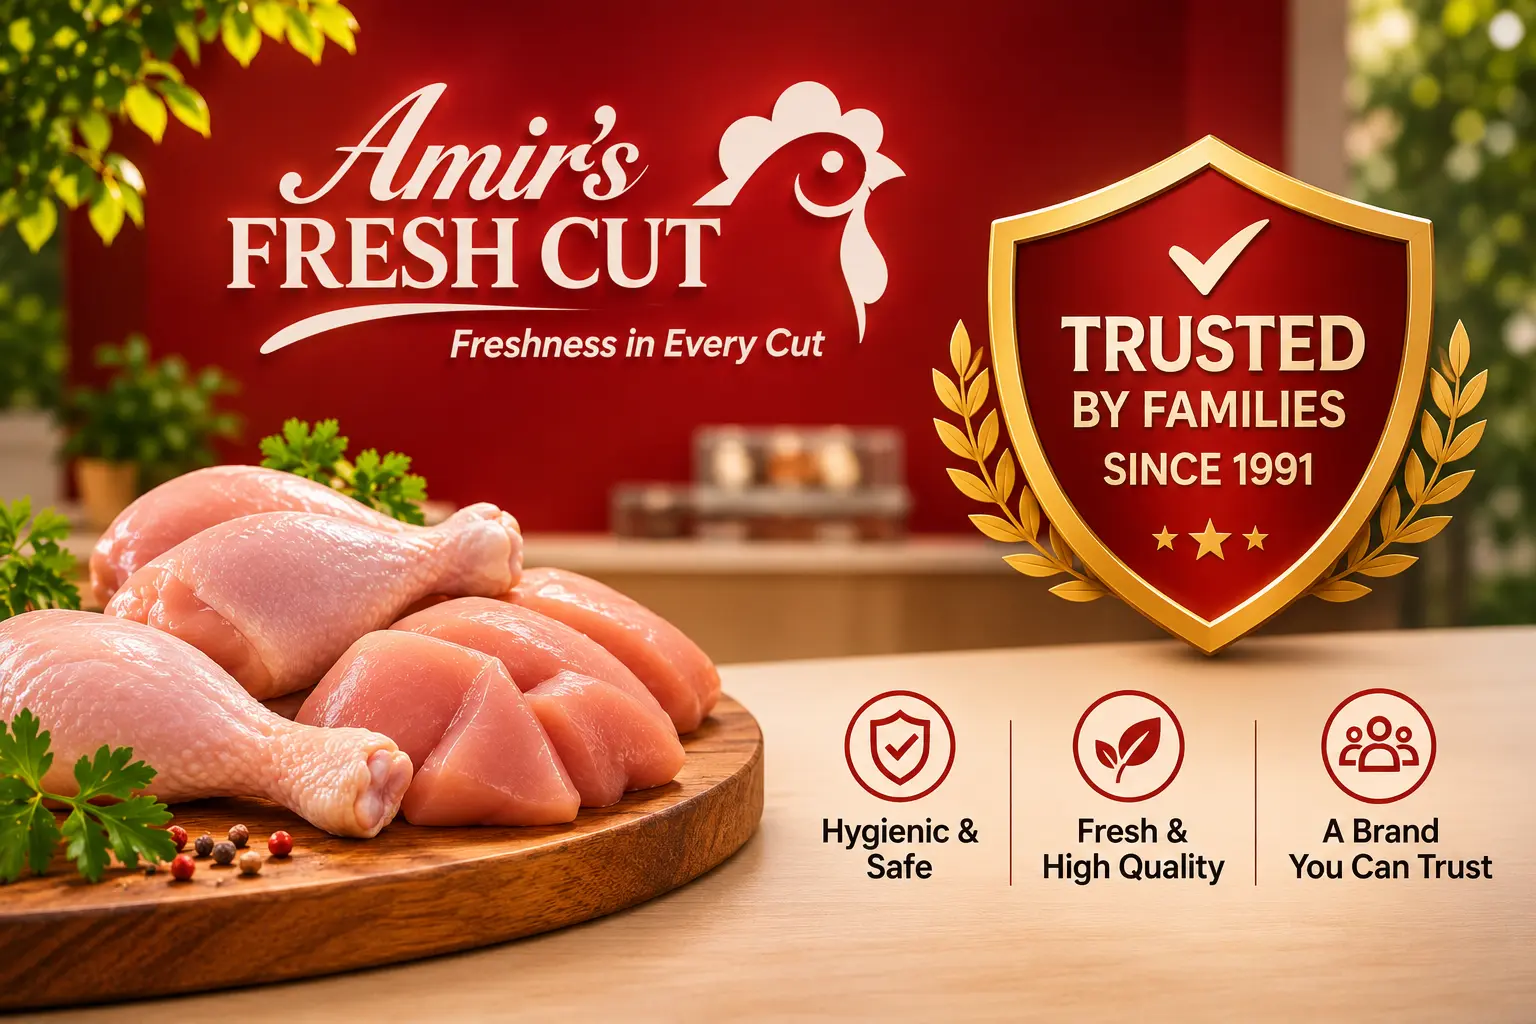 Amir's
FRESH CUT
Freshness in Every Cut
TRUSTED
BY FAMILIES
SINCE 1991
Hygienic &
Safe
Fresh &
High Quality
A Brand
You Can Trust